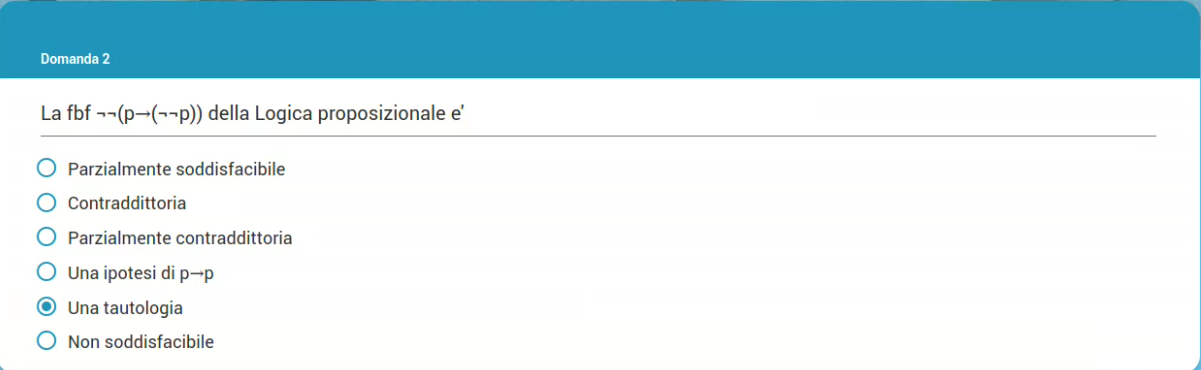 Domanda 2
La fbf ¬¬(p→(¬¬p)) della Logica proposizionale e'
Parzialmente soddisfacibile
Contraddittoria
Parzialmente contraddittoria
Una ipotesi di p→p
Una tautologia
Non soddisfacibile